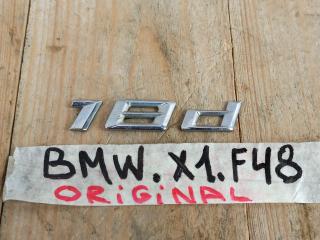 18d
BMW. X1. F48
ORiGiNAL